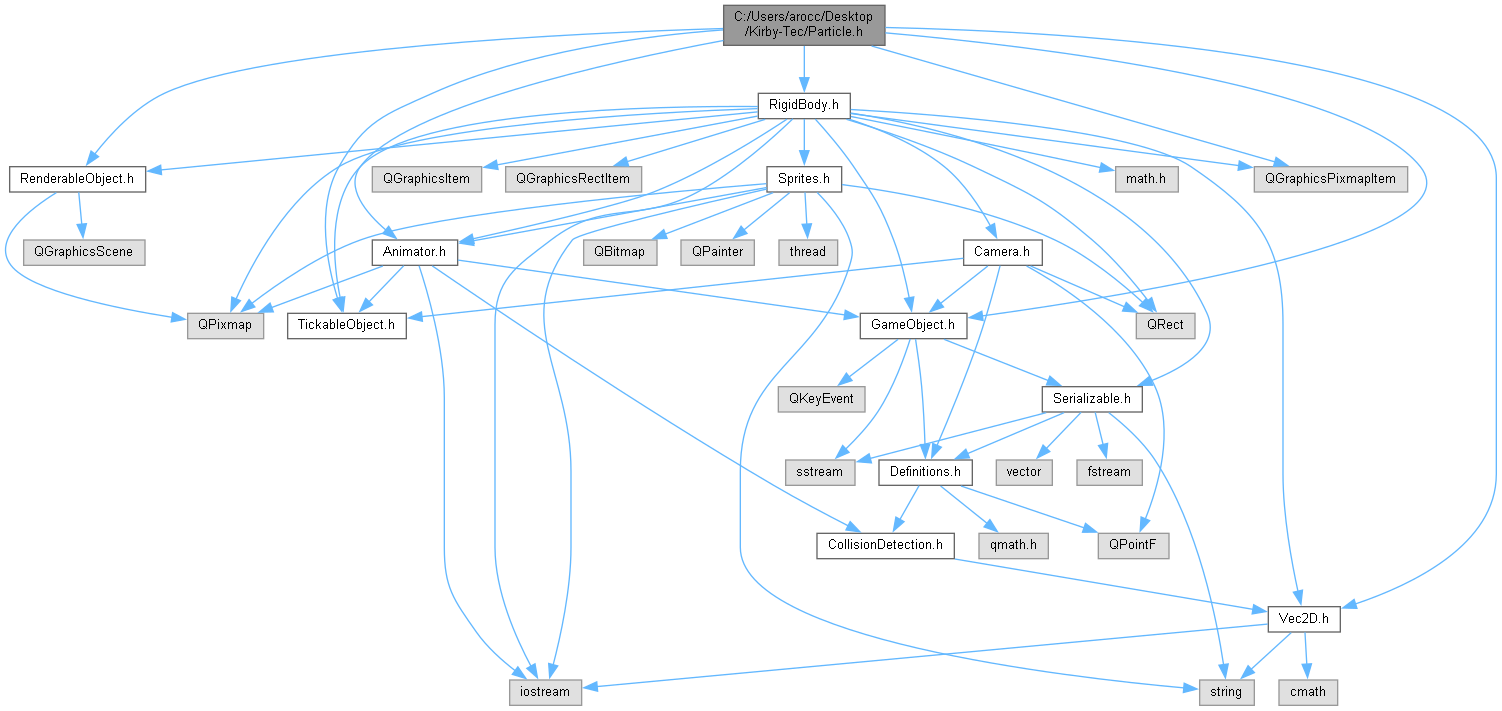 C:/Users/arocc/Desktop
/Kirby-Tec/Particle.h
RigidBody.h
RenderableObject.h
QGraphicsItem
QGraphicsRectItem
Sprites.h
math.h
QGraphicsPixmapItem
QGraphicsScene
Animator.h
QBitmap
QPainter
thread
Camera.h
QPixmap
TickableObject.h
GameObject.h
QRect
QKeyEvent
Serializable.h
sstream
Definitions.h
vector
fstream
CollisionDetection.h
qmath.h
QPointF
Vec2D.h
iostream
string
cmath